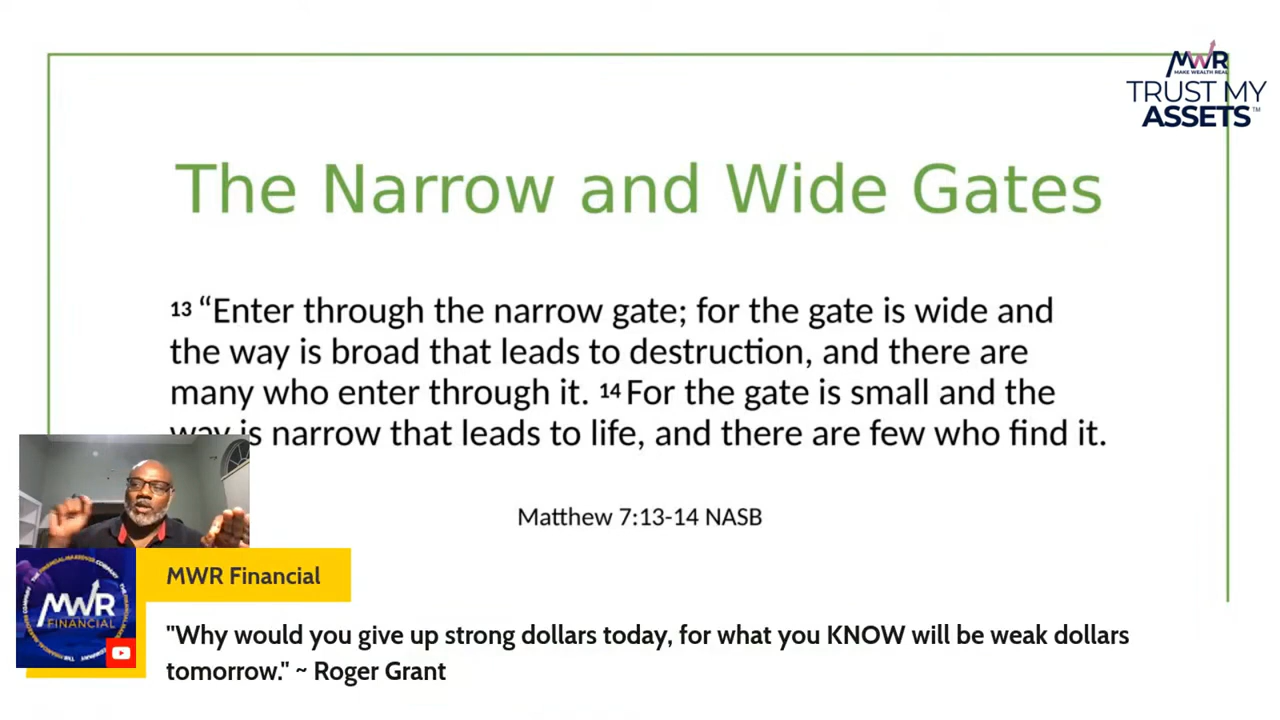 MWR
MAKE WEALTH REAL
TRUST MY
ASSETS™
The Narrow and Wide Gates
13 “Enter through the narrow gate; for the gate is wide and
the way is broad that leads to destruction, and there are
many who enter through it. 14 For the gate is small and the
way is narrow that leads to life, and there are few who find it.
Matthew 7:13-14 NASB
MWR
FINANCIAL
MWR Financial
"Why would you give up strong dollars today, for what you KNOW will be weak dollars
tomorrow." ~ Roger Grant